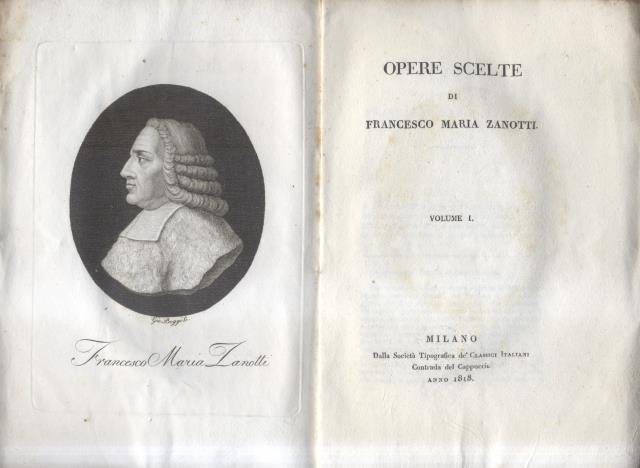 Francesco Maria Zanotti
OPERE SCELTE
DI
FRANCESCO MARIA ZANOTTI.
VOLUME I.
MILANO
Dalla Società Tipografica de' CLASSICI ITALIANI
Contrada del Cappuccio
ANNO 1818.